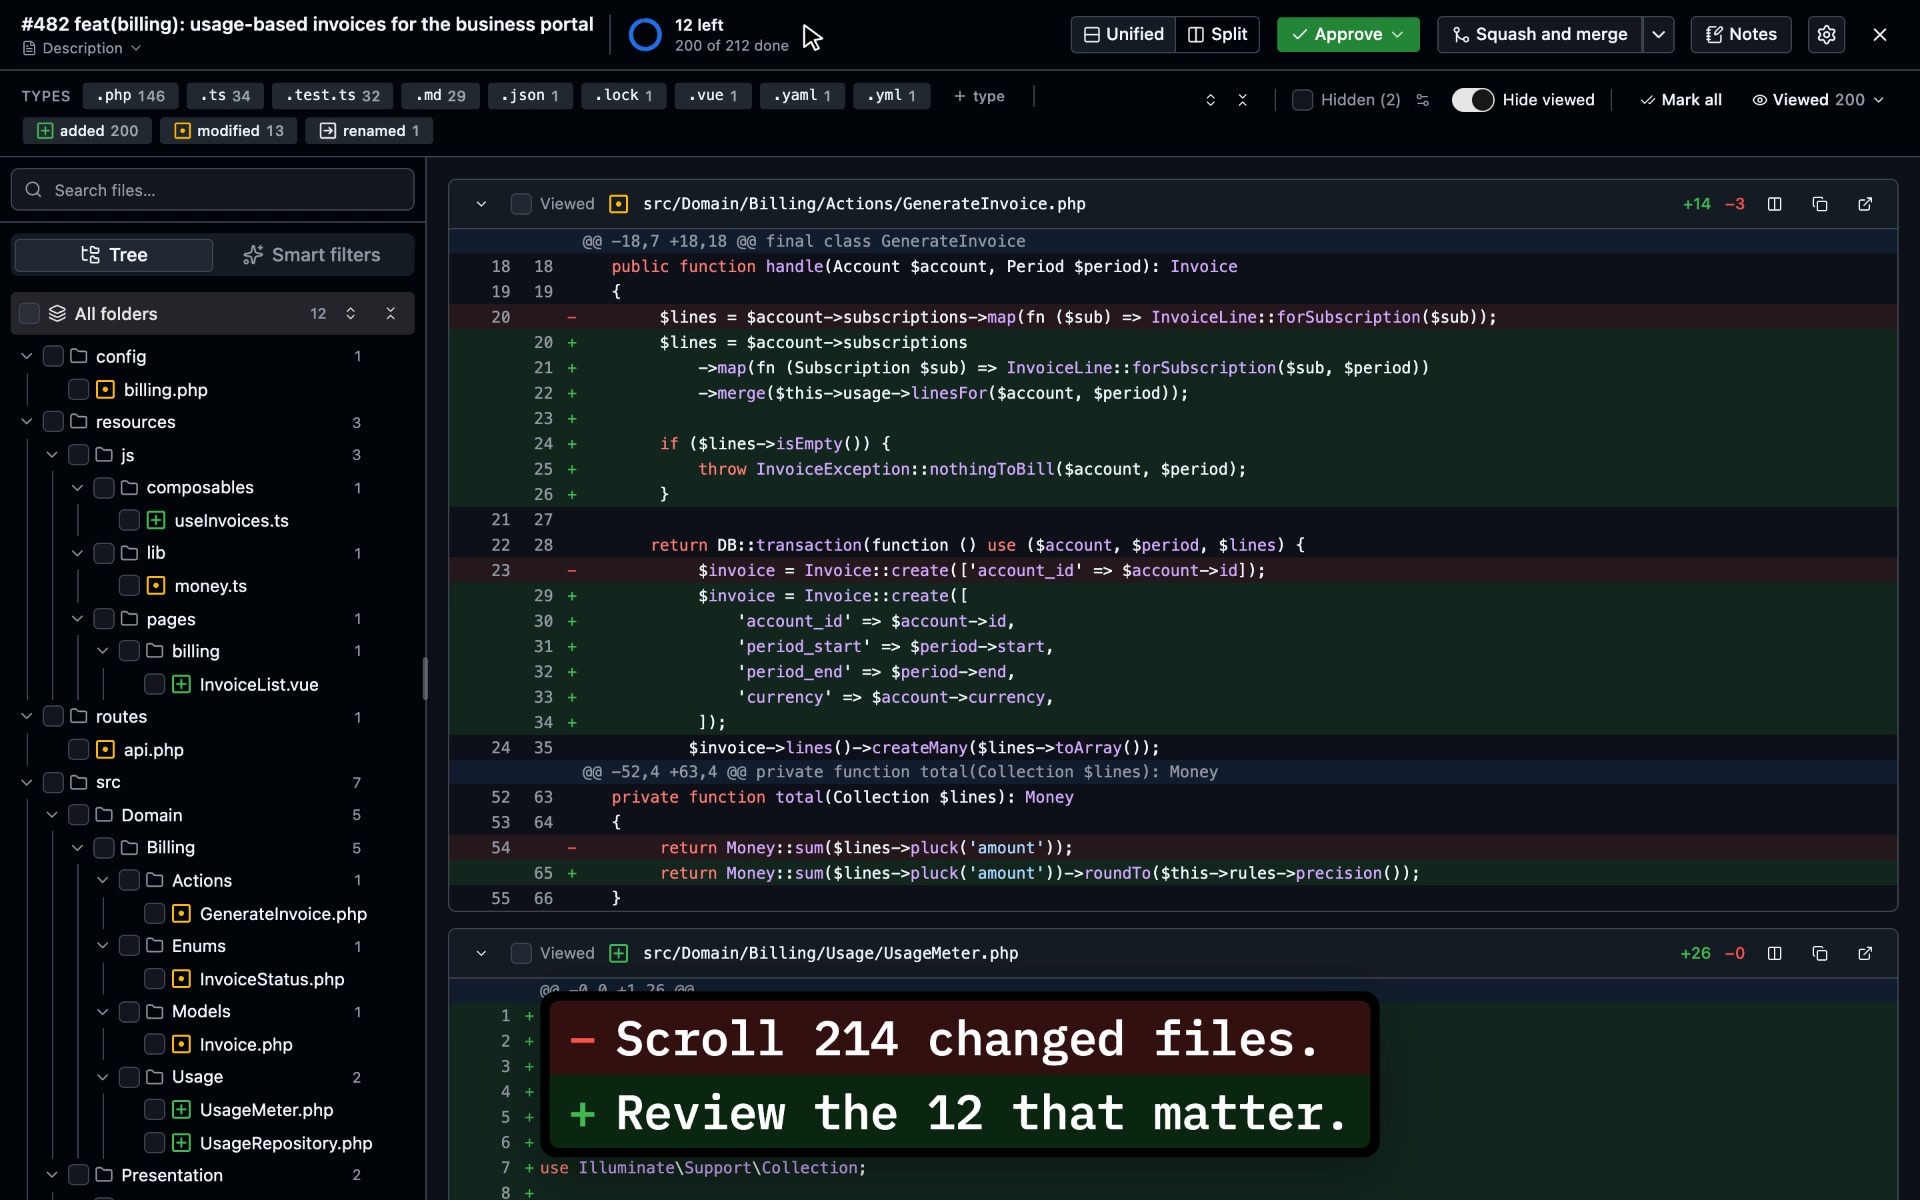 #482 feat(billing): usage-based invoices for the business portal
Description
12 left
200 of 212 done
Unified
Split
Approve
Squash and merge
Notes
TYPES .php 146 .ts 34 .test.ts 32 .md 29 .json 1 .lock 1 .vue 1 .yaml 1 .yml 1 + type
Hidden (2)
Hide viewed
Mark all
Viewed 200
added 200 modified 13 renamed 1
Search files...
Tree
Smart filters
All folders 12
config 1
billing.php
resources 3
js 3
composables 1
useInvoices.ts
lib 1
money.ts
pages 1
billing 1
InvoiceList.vue
routes 1
api.php
src 7
Domain 5
Billing 5
Actions 1
GenerateInvoice.php
Enums 1
InvoiceStatus.php
Models 1
Invoice.php
Usage 2
UsageMeter.php
UsageRepository.php
Presentation 2
Viewed src/Domain/Billing/Actions/GenerateInvoice.php +14 −3
@@ −18,7 +18,18 @@ final class GenerateInvoice
18 18 public function handle(Account $account, Period $period): Invoice
19 19 {
20 − $lines = $account->subscriptions->map(fn ($sub) => InvoiceLine::forSubscription($sub));
20 + $lines = $account->subscriptions
21 + ->map(fn (Subscription $sub) => InvoiceLine::forSubscription($sub, $period))
22 + ->merge($this->usage->linesFor($account, $period));
23 +
24 + if ($lines->isEmpty()) {
25 + throw InvoiceException::nothingToBill($account, $period);
26 + }
21 27
22 28 return DB::transaction(function () use ($account, $period, $lines) {
23 − $invoice = Invoice::create(['account_id' => $account->id]);
29 + $invoice = Invoice::create([
30 + 'account_id' => $account->id,
31 + 'period_start' => $period->start,
32 + 'period_end' => $period->end,
33 + 'currency' => $account->currency,
34 + ]);
24 35 $invoice->lines()->createMany($lines->toArray());
@@ −52,4 +63,4 @@ private function total(Collection $lines): Money
52 63 private function total(Collection $lines): Money
53 64 {
54 − return Money::sum($lines->pluck('amount'));
65 + return Money::sum($lines->pluck('amount'))->roundTo($this->rules->precision());
55 66 }
Viewed src/Domain/Billing/Usage/UsageMeter.php +26 −0
@@ −0,0 +1,26 @@
1 +
2 +
3 +
4 +
5 +
6 +
7 + use Illuminate\Support\Collection;
8 +
− Scroll 214 changed files.
+ Review the 12 that matter.